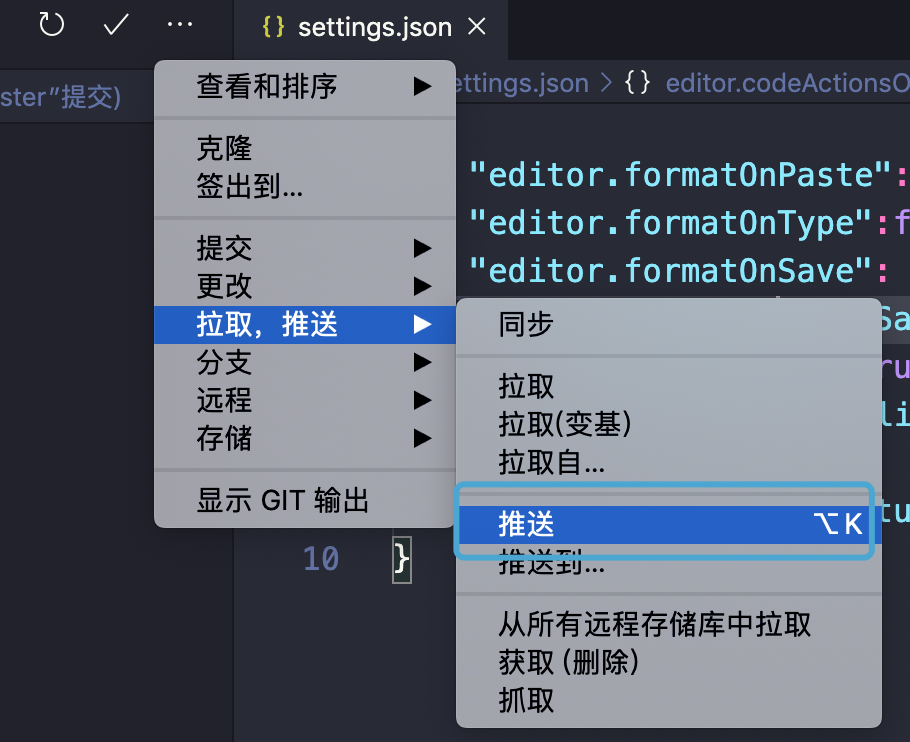 {} settings.json ×
ster”提交)
ettings.json > {} editor.codeActionsO
查看和排序
克隆
签出到...
提交
更改
拉取，推送
分支
远程
存储
显示 GIT 输出
"editor.formatOnPaste":
"editor.formatOnType":f
"editor.formatOnSave":
Sa
ru
li
tu
10 }
同步
拉取
拉取(变基)
拉取自...
推送 ⌥K
推送到...
从所有远程存储库中拉取
获取 (删除)
抓取